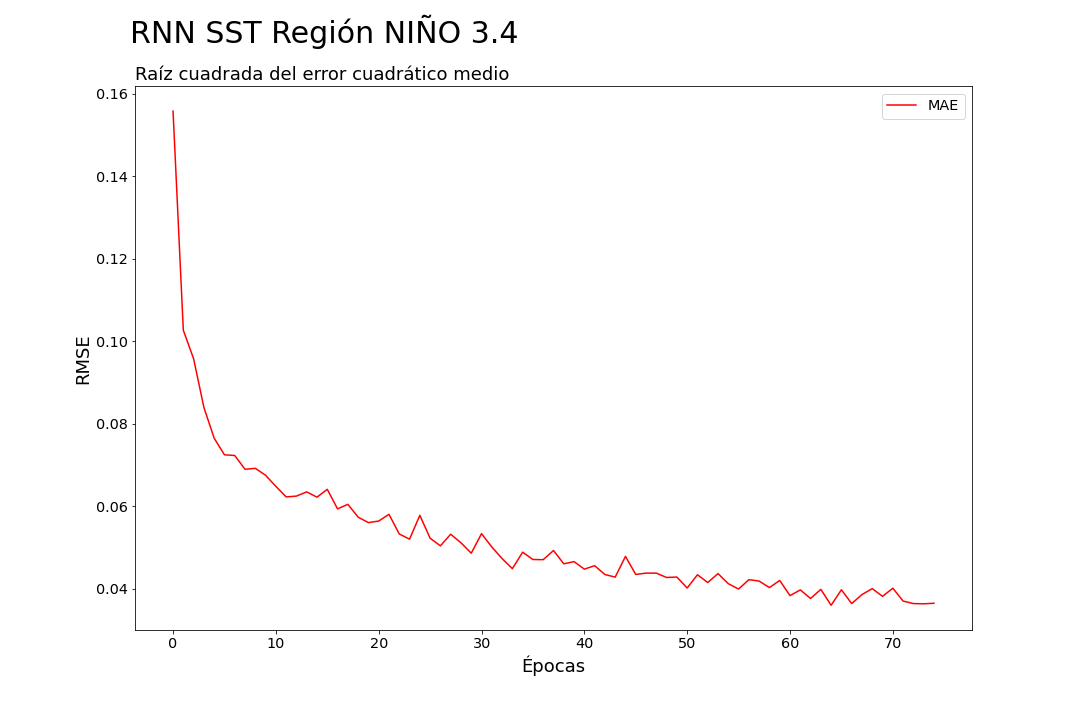 RNN SST Región NIÑO 3.4
Raíz cuadrada del error cuadrático medio
MAE
RMSE
0.16
0.14
0.12
0.10
0.08
0.06
0.04
0 10 20 30 40 50 60 70
Épocas